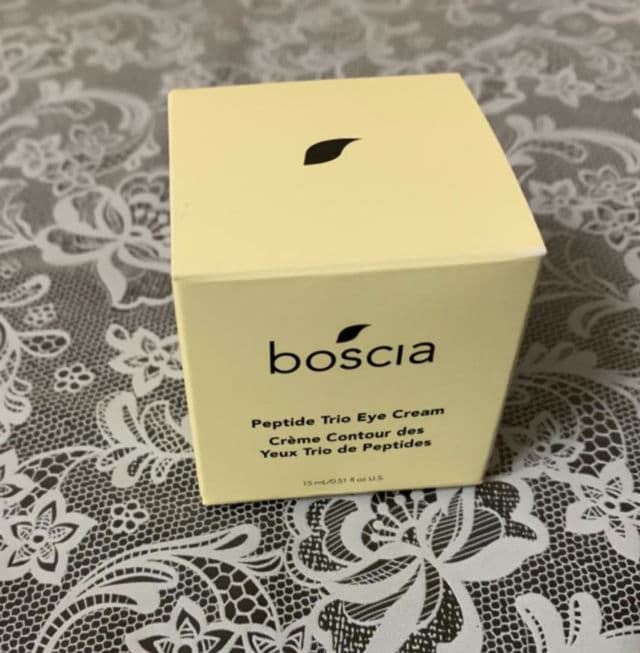 boscia
Peptide Trio Eye Cream
Crème Contour des
Yeux Trio de Peptides
15 mL/0.51 fl oz U.S.